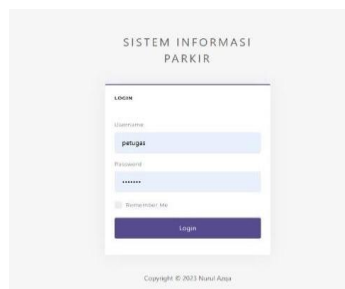 SISTEM INFORMASI
PARKIR
LOGIN
Username
petugas
Password
•••••••
Remember Me
Login
Copyright © 2023 Nurul Azqa